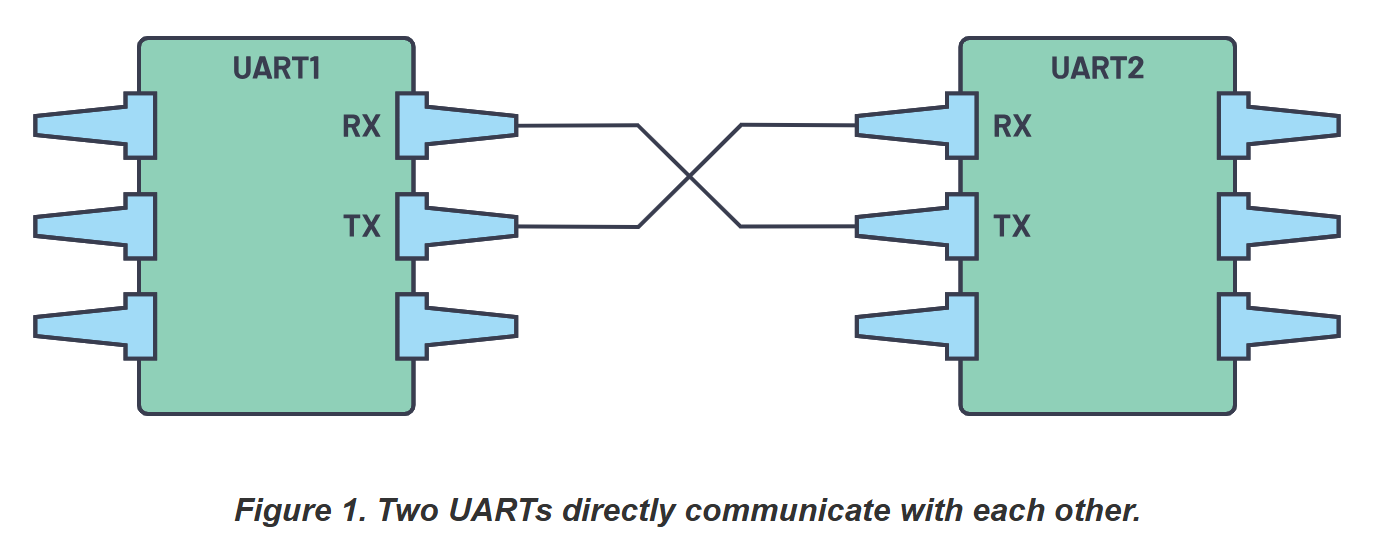 UART1
UART2
RX
RX
TX
TX
Figure 1. Two UARTs directly communicate with each other.